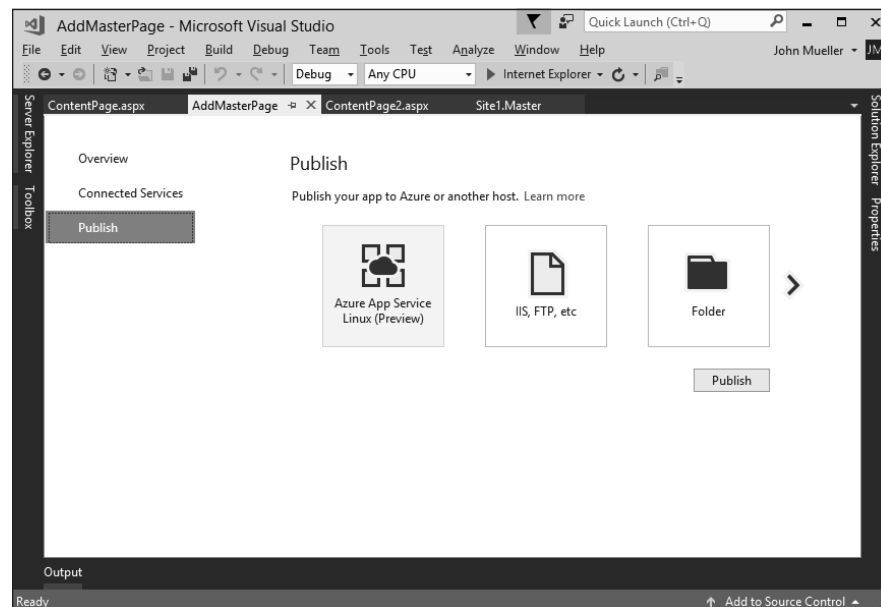 AddMasterPage - Microsoft Visual Studio
Quick Launch (Ctrl+Q)
File Edit View Project Build Debug Team Tools Test Analyze Window Help
John Mueller JM
Debug Any CPU Internet Explorer
Server Explorer
Toolbox
ContentPage.aspx AddMasterPage ContentPage2.aspx Site1.Master
Solution Explorer
Properties
Overview
Connected Services
Publish
Publish
Publish your app to Azure or another host. Learn more
Azure App Service
Linux (Preview)
IIS, FTP, etc
Folder
Publish
Output
Ready
Add to Source Control